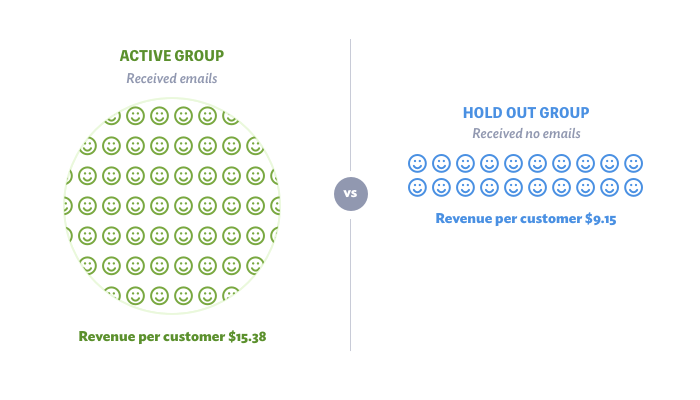 ACTIVE GROUP
Received emails
Revenue per customer $15.38
vs
HOLD OUT GROUP
Received no emails
Revenue per customer $9.15